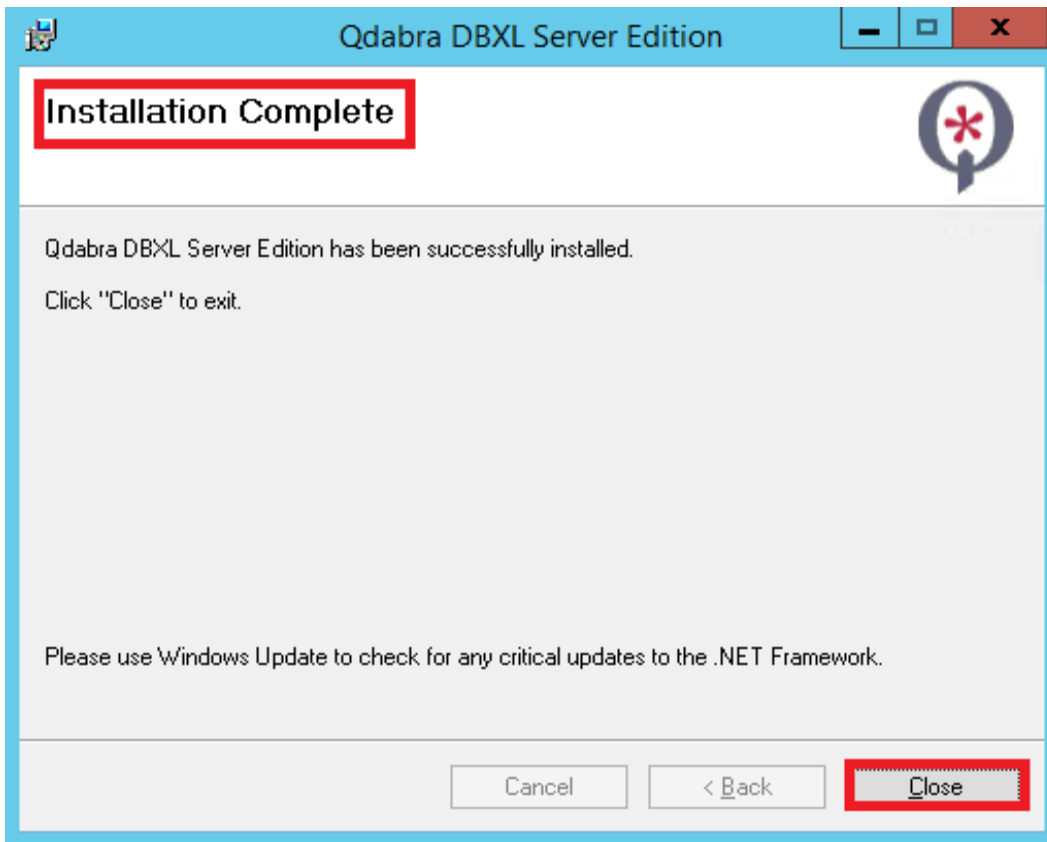 Qdabra DBXL Server Edition
Installation Complete
Qdabra DBXL Server Edition has been successfully installed.
Click "Close" to exit.
Please use Windows Update to check for any critical updates to the .NET Framework.
Cancel
< Back
Close